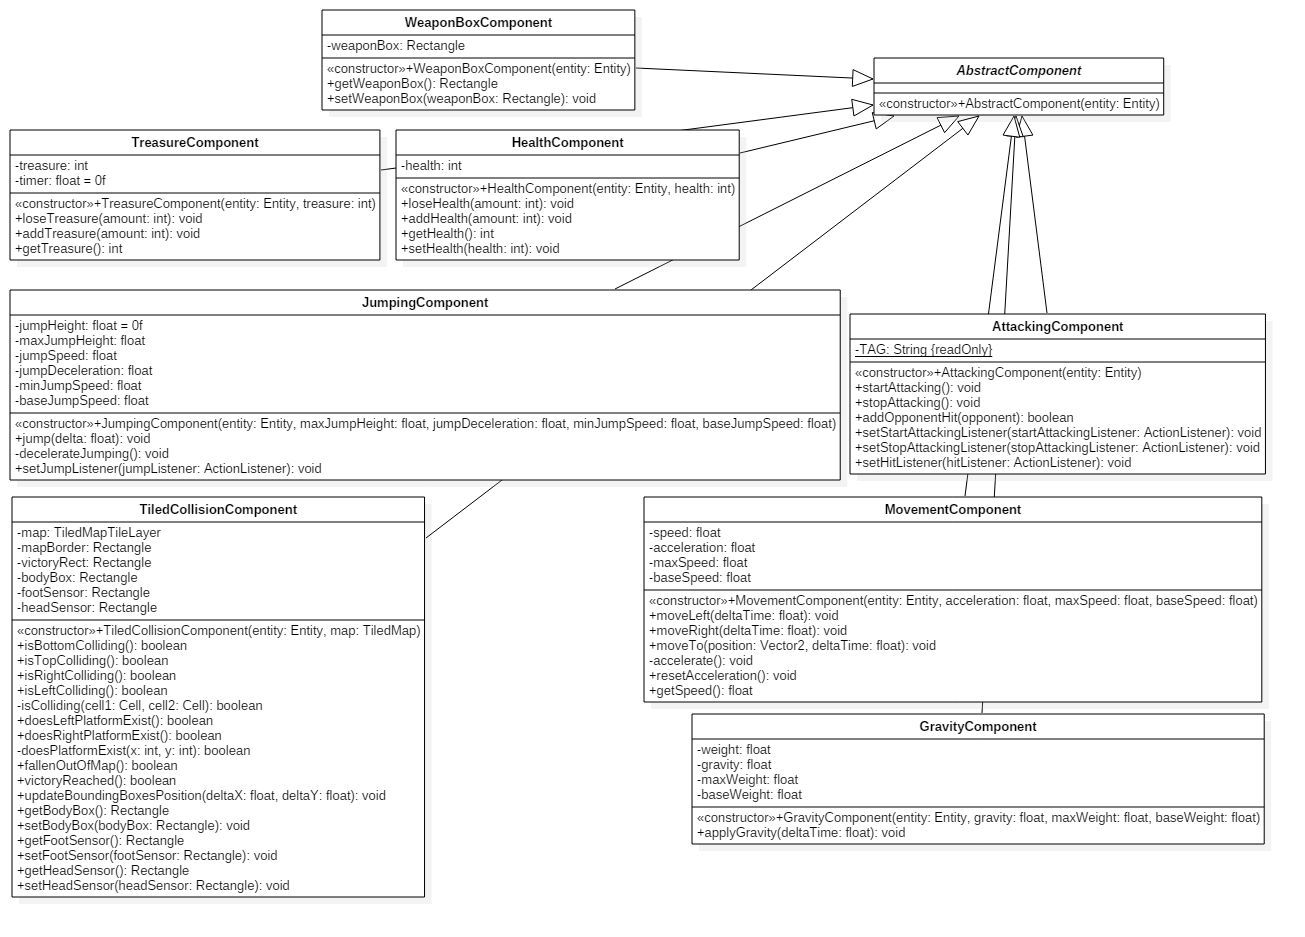 WeaponBoxComponent
-weaponBox: Rectangle
«constructor»+WeaponBoxComponent(entity: Entity)
+getWeaponBox(): Rectangle
+setWeaponBox(weaponBox: Rectangle): void
AbstractComponent
«constructor»+AbstractComponent(entity: Entity)
TreasureComponent
-treasure: int
-timer: float = 0f
«constructor»+TreasureComponent(entity: Entity, treasure: int)
+loseTreasure(amount: int): void
+addTreasure(amount: int): void
+getTreasure(): int
HealthComponent
-health: int
«constructor»+HealthComponent(entity: Entity, health: int)
+loseHealth(amount: int): void
+addHealth(amount: int): void
+getHealth(): int
+setHealth(health: int): void
JumpingComponent
-jumpHeight: float = 0f
-maxJumpHeight: float
-jumpSpeed: float
-jumpDeceleration: float
-minJumpSpeed: float
-baseJumpSpeed: float
«constructor»+JumpingComponent(entity: Entity, maxJumpHeight: float, jumpDeceleration: float, minJumpSpeed: float, baseJumpSpeed: float)
+jump(delta: float): void
-decelerateJumping(): void
+setJumpListener(jumpListener: ActionListener): void
AttackingComponent
-TAG: String {readOnly}
«constructor»+AttackingComponent(entity: Entity)
+startAttacking(): void
+stopAttacking(): void
+addOpponentHit(opponent): boolean
+setStartAttackingListener(startAttackingListener: ActionListener): void
+setStopAttackingListener(stopAttackingListener: ActionListener): void
+setHitListener(hitListener: ActionListener): void
TiledCollisionComponent
-map: TiledMapTileLayer
-mapBorder: Rectangle
-victoryRect: Rectangle
-bodyBox: Rectangle
-footSensor: Rectangle
-headSensor: Rectangle
«constructor»+TiledCollisionComponent(entity: Entity, map: TiledMap)
+isBottomColliding(): boolean
+isTopColliding(): boolean
+isRightColliding(): boolean
+isLeftColliding(): boolean
-isColliding(cell1: Cell, cell2: Cell): boolean
+doesLeftPlatformExist(): boolean
+doesRightPlatformExist(): boolean
-doesPlatformExist(x: int, y: int): boolean
+fallenOutOfMap(): boolean
+victoryReached(): boolean
+updateBoundingBoxesPosition(deltaX: float, deltaY: float): void
+getBodyBox(): Rectangle
+setBodyBox(bodyBox: Rectangle): void
+getFootSensor(): Rectangle
+setFootSensor(footSensor: Rectangle): void
+getHeadSensor(): Rectangle
+setHeadSensor(headSensor: Rectangle): void
MovementComponent
-speed: float
-acceleration: float
-maxSpeed: float
-baseSpeed: float
«constructor»+MovementComponent(entity: Entity, acceleration: float, maxSpeed: float, baseSpeed: float)
+moveLeft(deltaTime: float): void
+moveRight(deltaTime: float): void
+moveTo(position: Vector2, deltaTime: float): void
-accelerate(): void
+resetAcceleration(): void
+getSpeed(): float
GravityComponent
-weight: float
-gravity: float
-maxWeight: float
-baseWeight: float
«constructor»+GravityComponent(entity: Entity, gravity: float, maxWeight: float, baseWeight: float)
+applyGravity(deltaTime: float): void